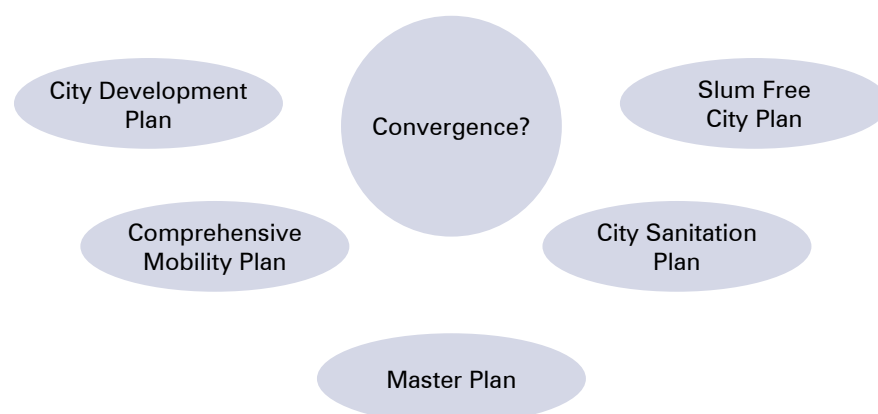 City Development
Plan
Convergence?
Slum Free
City Plan
Comprehensive
Mobility Plan
City Sanitation
Plan
Master Plan